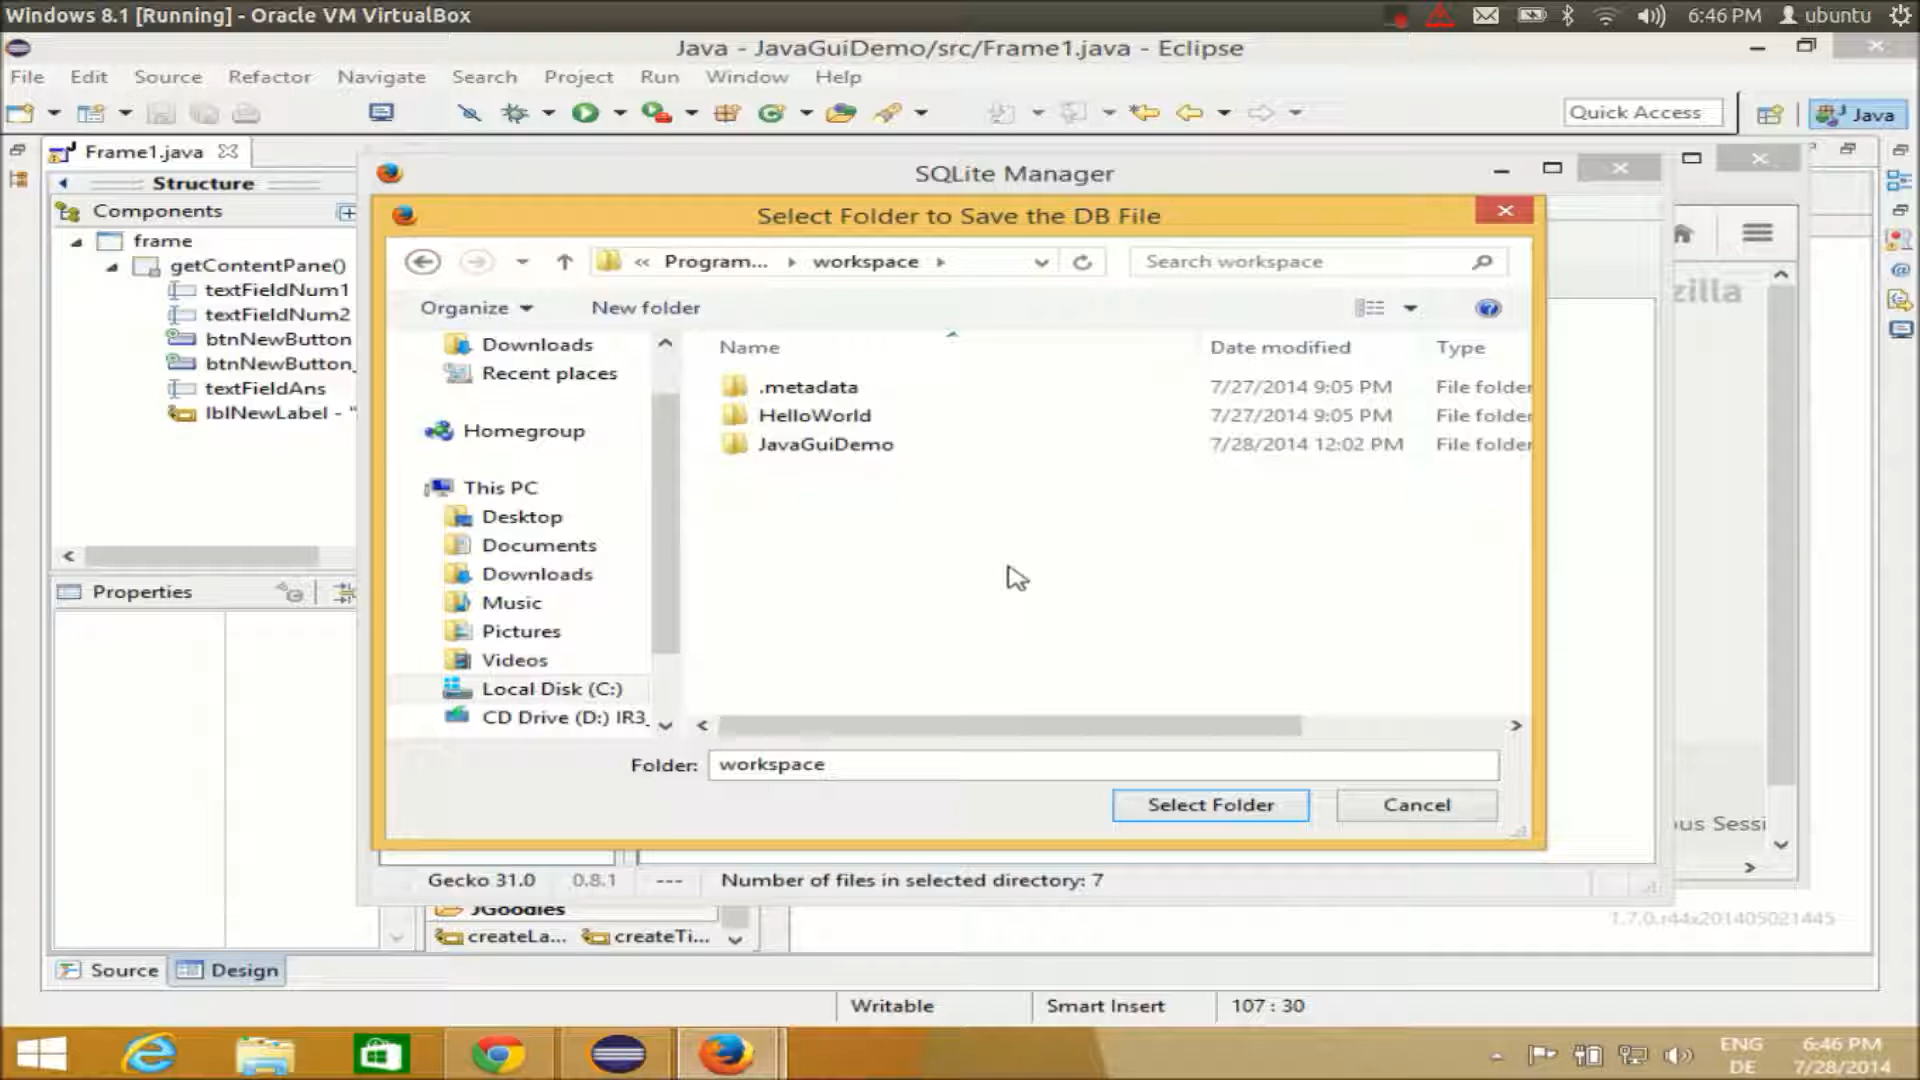 Windows 8.1 [Running] - Oracle VM VirtualBox
6:46 PM
ubuntu
Java - JavaGuiDemo/src/Frame1.java - Eclipse
File Edit Source Refactor Navigate Search Project Run Window Help
Quick Access
Java
Frame1.java
Structure
Components
frame
getContentPane()
textFieldNum1
textFieldNum2
btnNewButton
btnNewButton_
textFieldAns
lblNewLabel - "
Properties
SQLite Manager
Select Folder to Save the DB File
« Program... workspace
Search workspace
Organize
New folder
Downloads
Recent places
Homegroup
This PC
Desktop
Documents
Downloads
Music
Pictures
Videos
Local Disk (C:)
CD Drive (D:) IR3_
Name Date modified Type
.metadata 7/27/2014 9:05 PM File folder
HelloWorld 7/27/2014 9:05 PM File folder
JavaGuiDemo 7/28/2014 12:02 PM File folder
Folder: workspace
Select Folder
Cancel
zilla
ous Sessi
Gecko 31.0 0.8.1 --- Number of files in selected directory: 7
JGoodies
createLa... createTi...
1.7.0.r44x201405021445
Source Design
Writable Smart Insert 107 : 30
ENG
DE
6:46 PM
7/28/2014